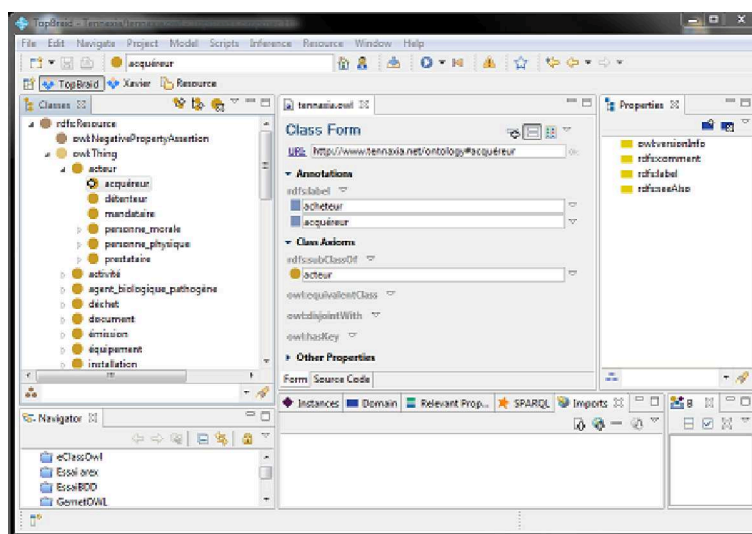 TopBraid - Tennaxia/tennaxia
File Edit Navigate Project Model Scripts Inference Resource Window Help
acquéreur
TopBraid Xavier Resource
Classes
rdfs:Resource
owl:NegativePropertyAssertion
owl:Thing
acteur
acquéreur
détenteur
mandataire
personne_morale
personne_physique
prestataire
activité
agent_biologique_pathogène
déchet
document
émission
équipement
installation
Navigator
eClassOwl
Essai arex
EssaiBDD
GemetOWL
tennaxia.owl
Class Form
URI: http://www.tennaxia.net/ontology#acquéreur
Annotations
rdfs:label
acheteur
acquéreur
Class Axioms
rdfs:subClassOf
acteur
owl:equivalentClass
owl:disjointWith
owl:hasKey
Other Properties
Form Source Code
Instances Domain Relevant Prop... SPARQL Imports
Properties
owl:versionInfo
rdfs:comment
rdfs:label
rdfs:seeAlso
B